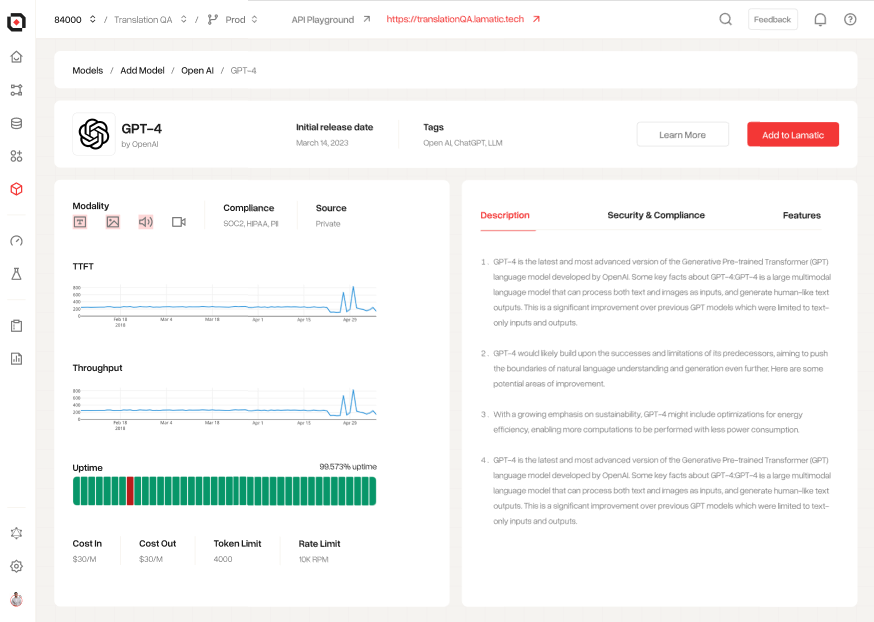 84000 / Translation QA / Prod API Playground https://translationQA.lamatic.tech Feedback
Models / Add Model / Open AI / GPT-4
GPT-4
by OpenAI
Initial release date
March 14, 2023
Tags
Open AI, ChatGPT, LLM
Learn More
Add to Lamatic
Modality
Compliance
SOC2, HIPAA, PII
Source
Private
TTFT
800
600
400
200
0
Feb 18 Mar 4 Mar 18 Apr 1 Apr 15 Apr 29
2018
Throughput
800
600
400
200
0
Feb 18 Mar 4 Mar 18 Apr 1 Apr 15 Apr 29
2018
Uptime
99.573% uptime
Cost In
$30/M
Cost Out
$30/M
Token Limit
4000
Rate Limit
10K RPM
Description Security & Compliance Features
1. GPT-4 is the latest and most advanced version of the Generative Pre-trained Transformer (GPT)
language model developed by OpenAI. Some key facts about GPT-4:GPT-4 is a large multimodal
language model that can process both text and images as inputs, and generate human-like text
outputs. This is a significant improvement over previous GPT models which were limited to text-
only inputs and outputs.
2. GPT-4 would likely build upon the successes and limitations of its predecessors, aiming to push
the boundaries of natural language understanding and generation even further. Here are some
potential areas of improvement.
3. With a growing emphasis on sustainability, GPT-4 might include optimizations for energy
efficiency, enabling more computations to be performed with less power consumption.
4. GPT-4 is the latest and most advanced version of the Generative Pre-trained Transformer (GPT)
language model developed by OpenAI. Some key facts about GPT-4:GPT-4 is a large multimodal
language model that can process both text and images as inputs, and generate human-like text
outputs. This is a significant improvement over previous GPT models which were limited to text-
only inputs and outputs.